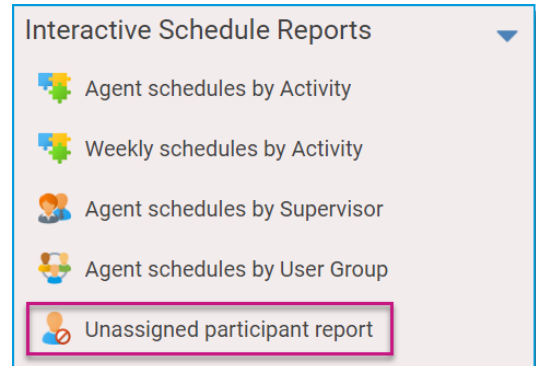 Interactive Schedule Reports
Agent schedules by Activity
Weekly schedules by Activity
Agent schedules by Supervisor
Agent schedules by User Group
Unassigned participant report